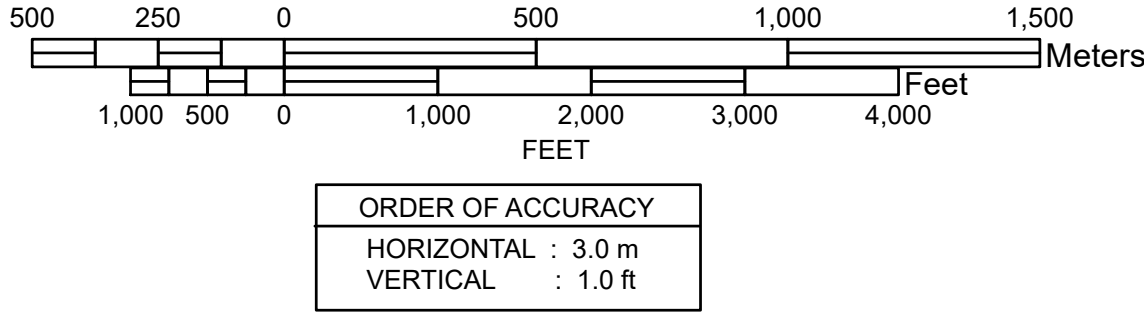 500 250 0 500 1,000 1,500
Meters
Feet
1,000 500 0 1,000 2,000 3,000 4,000
FEET
ORDER OF ACCURACY
HORIZONTAL : 3.0 m
VERTICAL : 1.0 ft